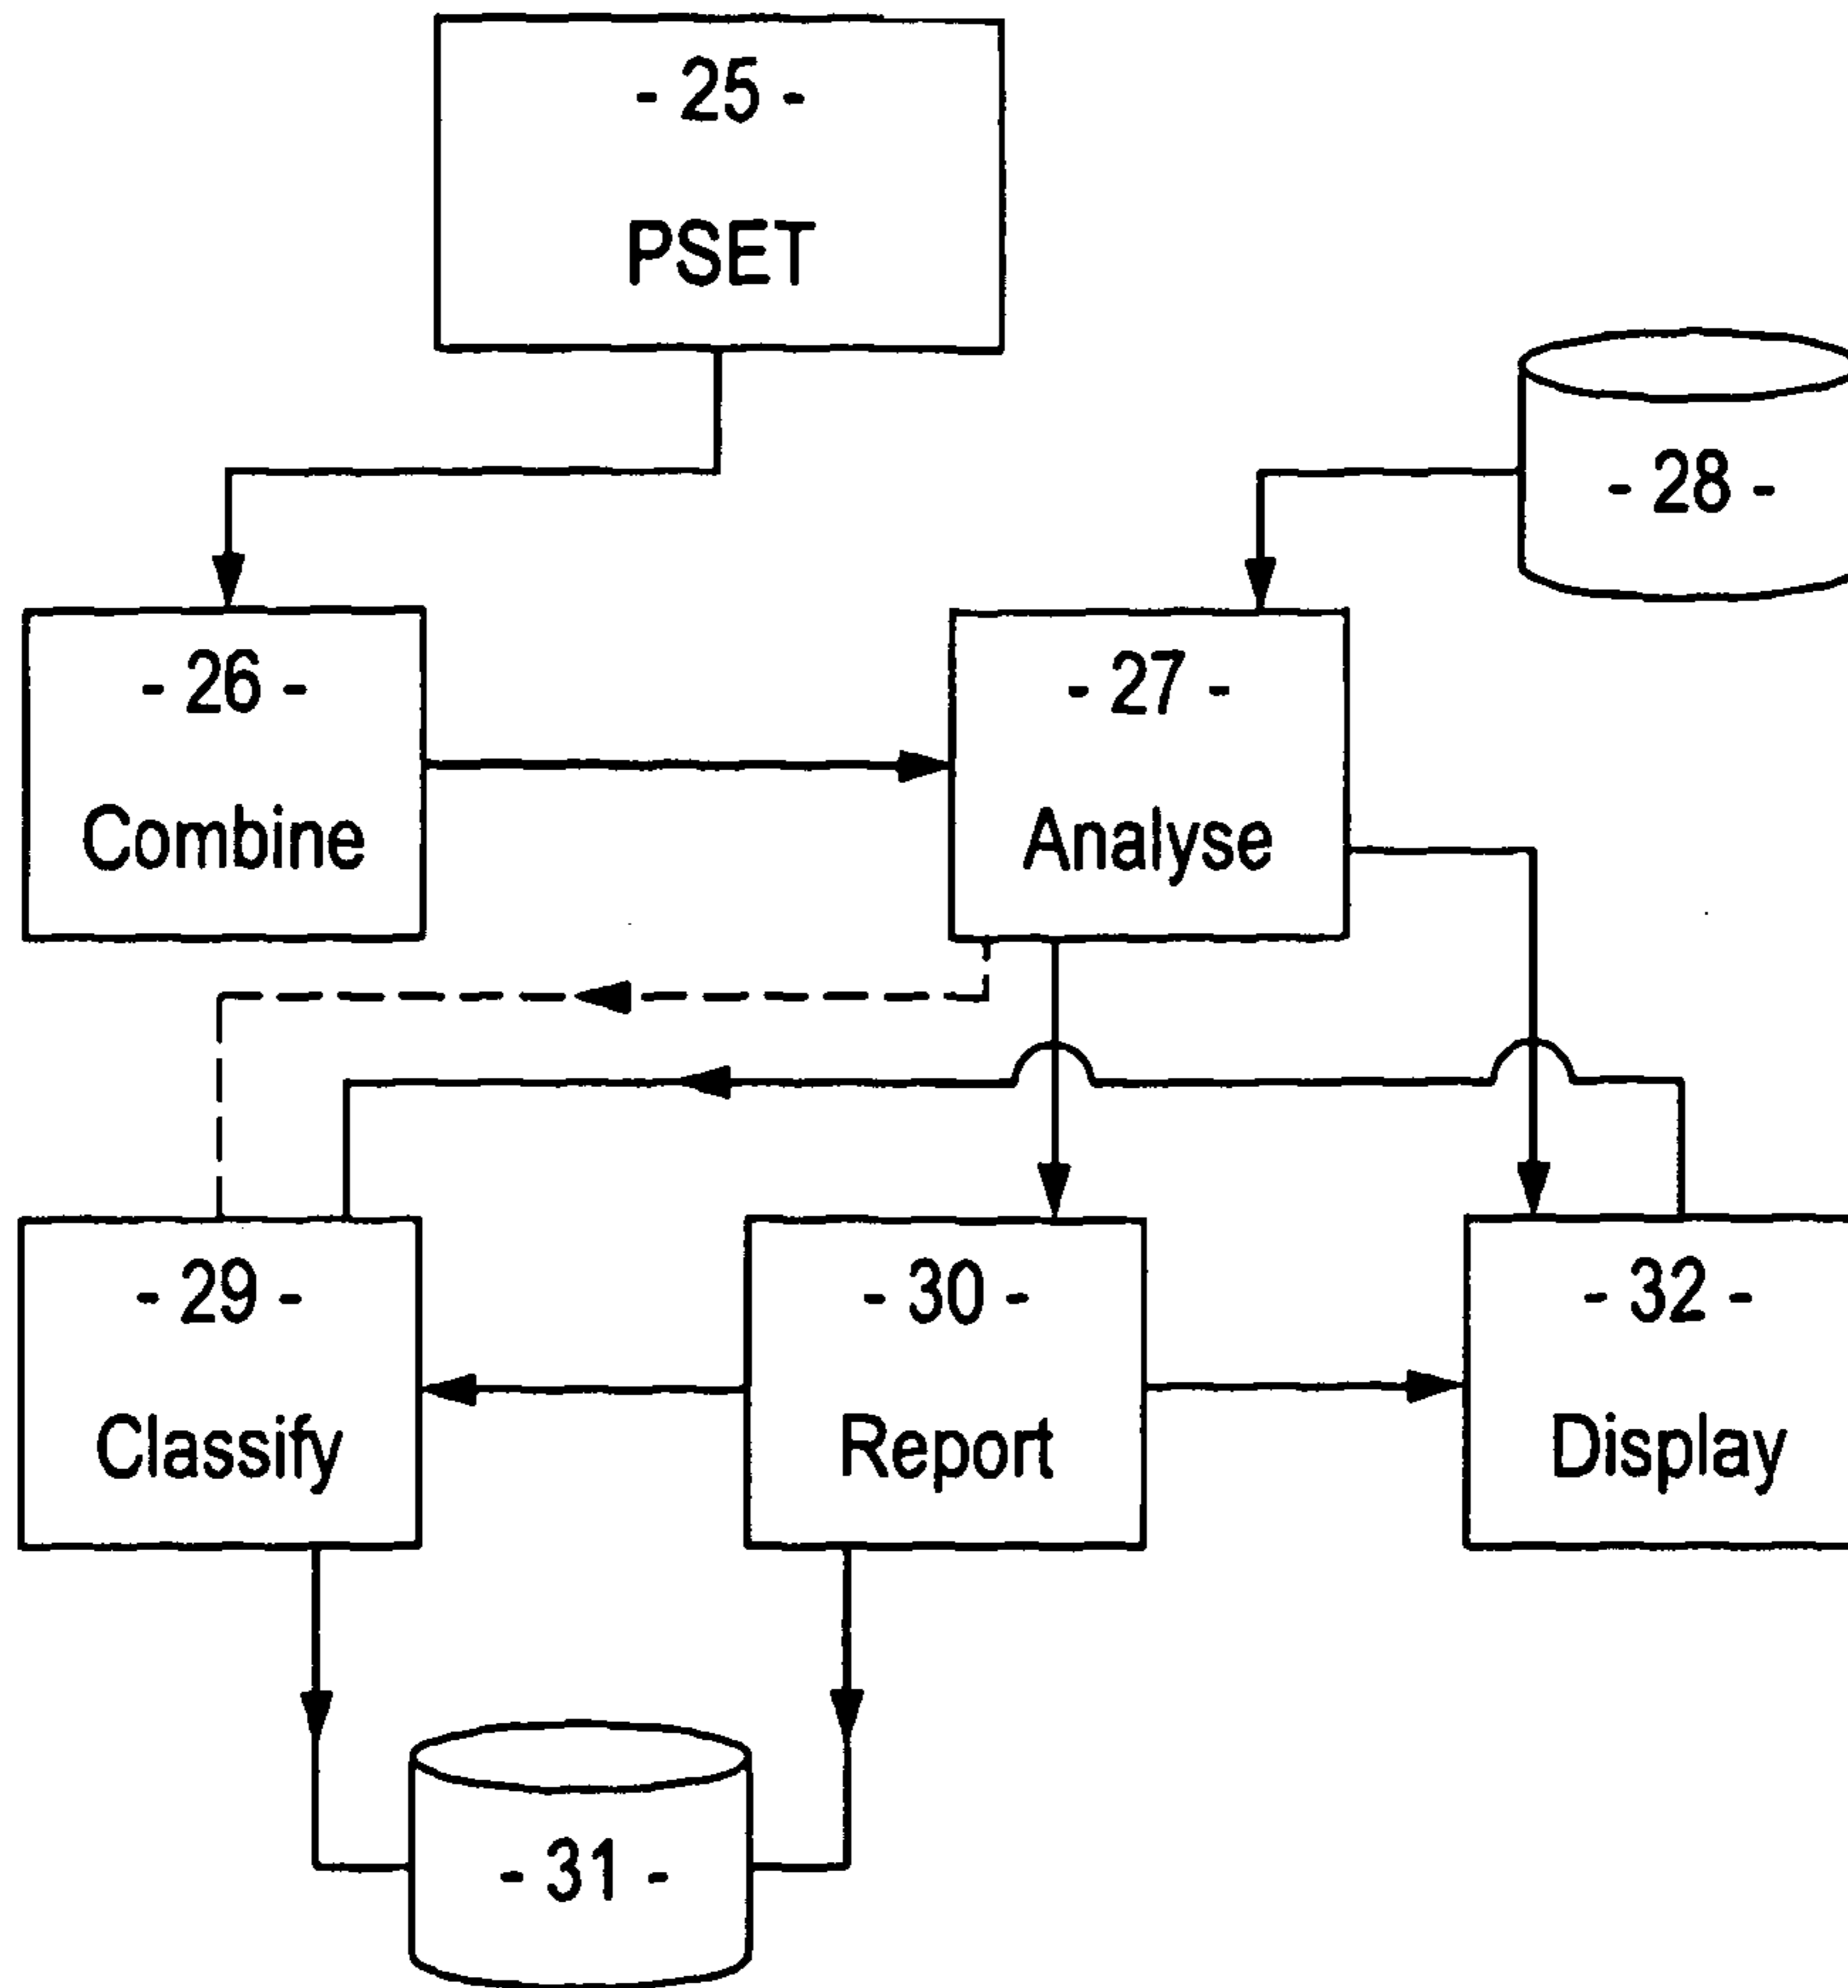 - 25 -
PSET
- 28 -
- 26 -
Combine
- 27 -
Analyse
- 29 -
Classify
- 30 -
Report
- 32 -
Display
- 31 -